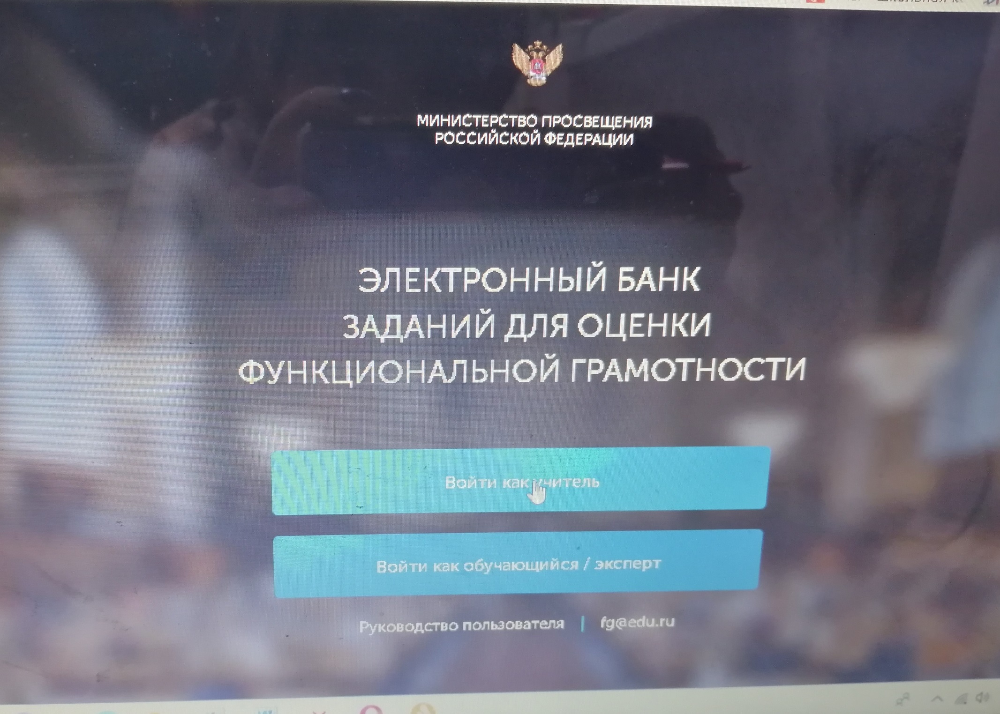 МИНИСТЕРСТВО ПРОСВЕЩЕНИЯ
РОССИЙСКОЙ ФЕДЕРАЦИИ
ЭЛЕКТРОННЫЙ БАНК
ЗАДАНИЙ ДЛЯ ОЦЕНКИ
ФУНКЦИОНАЛЬНОЙ ГРАМОТНОСТИ
Войти как учитель
Войти как обучающийся / эксперт
Руководство пользователя | fg@edu.ru